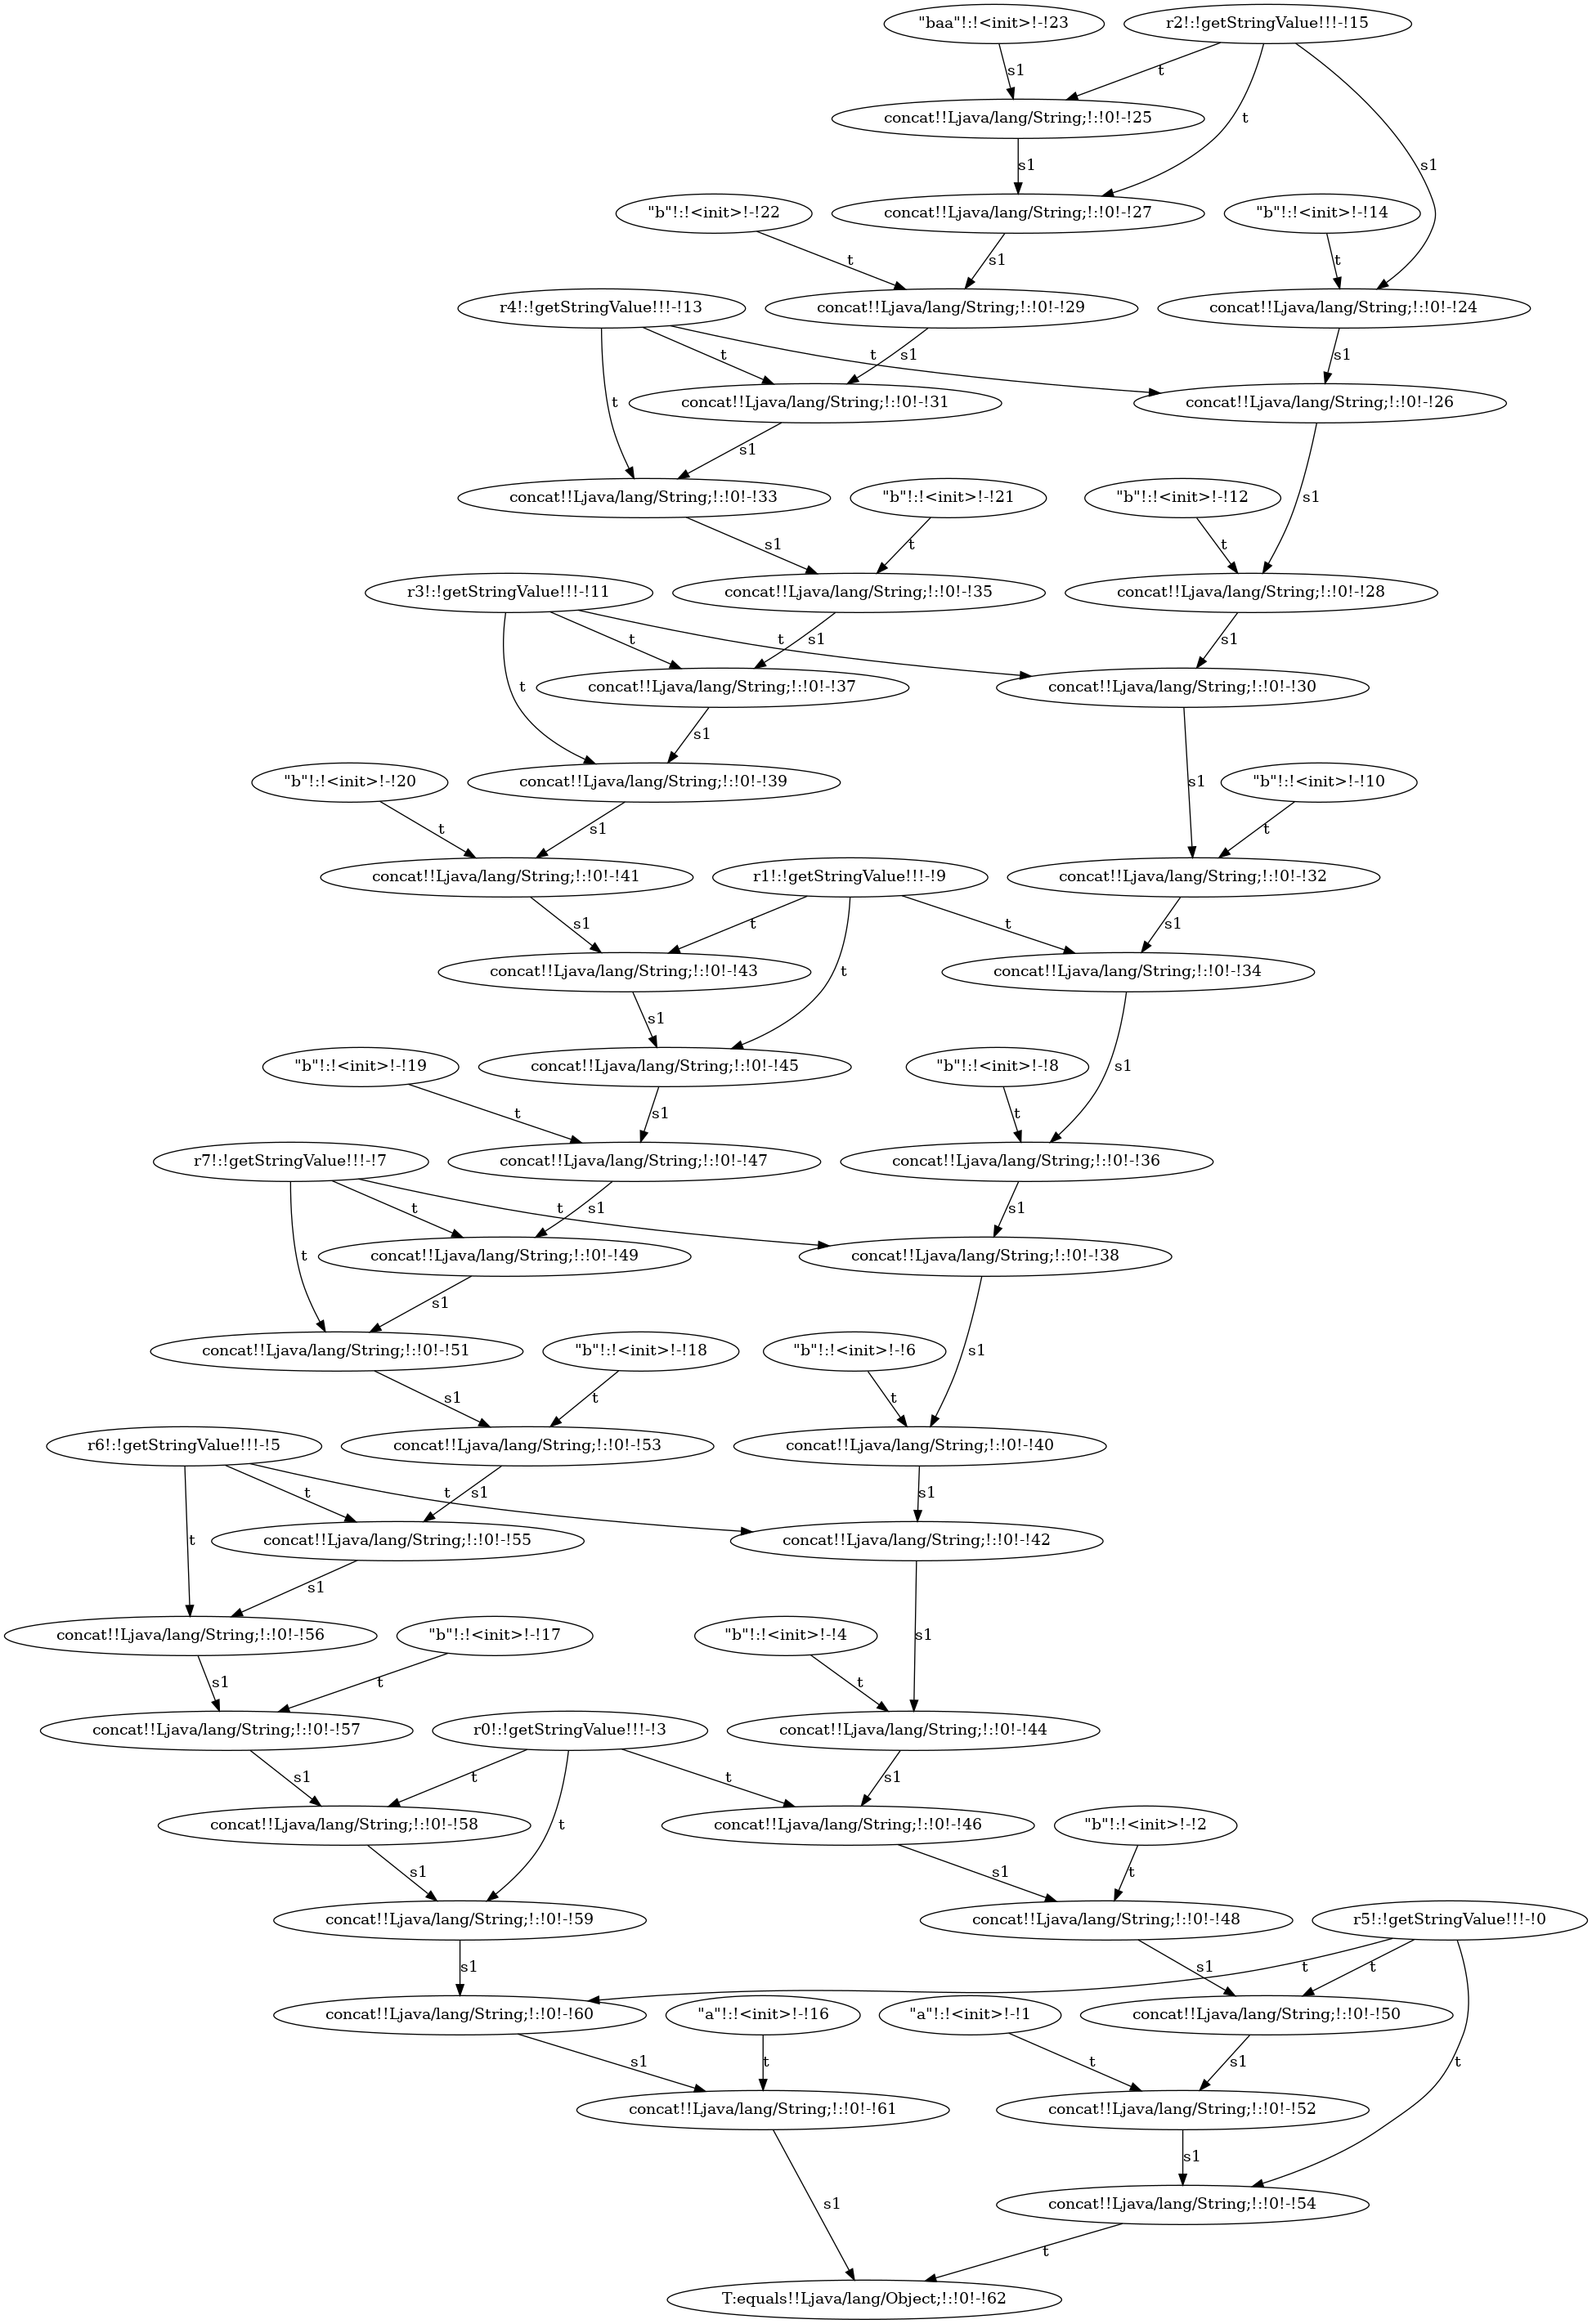 "baa"!:!<init>!-!23
r2!:!getStringValue!!!-!15
s1
t
concat!!Ljava/lang/String;!:!0!-!25
t
s1
s1
"b"!:!<init>!-!22
concat!!Ljava/lang/String;!:!0!-!27
"b"!:!<init>!-!14
t
s1
t
r4!:!getStringValue!!!-!13
concat!!Ljava/lang/String;!:!0!-!29
concat!!Ljava/lang/String;!:!0!-!24
t
s1
t
s1
t
concat!!Ljava/lang/String;!:!0!-!31
concat!!Ljava/lang/String;!:!0!-!26
s1
concat!!Ljava/lang/String;!:!0!-!33
"b"!:!<init>!-!21
"b"!:!<init>!-!12
s1
s1
t
t
r3!:!getStringValue!!!-!11
concat!!Ljava/lang/String;!:!0!-!35
concat!!Ljava/lang/String;!:!0!-!28
t
s1
t
s1
t
concat!!Ljava/lang/String;!:!0!-!37
concat!!Ljava/lang/String;!:!0!-!30
s1
"b"!:!<init>!-!20
concat!!Ljava/lang/String;!:!0!-!39
s1
"b"!:!<init>!-!10
t
s1
t
concat!!Ljava/lang/String;!:!0!-!41
r1!:!getStringValue!!!-!9
concat!!Ljava/lang/String;!:!0!-!32
s1
t
t
s1
concat!!Ljava/lang/String;!:!0!-!43
t
concat!!Ljava/lang/String;!:!0!-!34
s1
"b"!:!<init>!-!19
concat!!Ljava/lang/String;!:!0!-!45
"b"!:!<init>!-!8
s1
t
s1
t
r7!:!getStringValue!!!-!7
concat!!Ljava/lang/String;!:!0!-!47
concat!!Ljava/lang/String;!:!0!-!36
t
s1
t
s1
t
concat!!Ljava/lang/String;!:!0!-!49
concat!!Ljava/lang/String;!:!0!-!38
s1
concat!!Ljava/lang/String;!:!0!-!51
"b"!:!<init>!-!18
"b"!:!<init>!-!6
s1
s1
t
t
r6!:!getStringValue!!!-!5
concat!!Ljava/lang/String;!:!0!-!53
concat!!Ljava/lang/String;!:!0!-!40
t
s1
t
s1
t
concat!!Ljava/lang/String;!:!0!-!55
concat!!Ljava/lang/String;!:!0!-!42
s1
concat!!Ljava/lang/String;!:!0!-!56
"b"!:!<init>!-!17
"b"!:!<init>!-!4
s1
s1
t
t
concat!!Ljava/lang/String;!:!0!-!57
r0!:!getStringValue!!!-!3
concat!!Ljava/lang/String;!:!0!-!44
s1
t
t
s1
concat!!Ljava/lang/String;!:!0!-!58
t
concat!!Ljava/lang/String;!:!0!-!46
"b"!:!<init>!-!2
s1
s1
t
concat!!Ljava/lang/String;!:!0!-!59
concat!!Ljava/lang/String;!:!0!-!48
r5!:!getStringValue!!!-!0
s1
s1
t
t
concat!!Ljava/lang/String;!:!0!-!60
"a"!:!<init>!-!16
"a"!:!<init>!-!1
concat!!Ljava/lang/String;!:!0!-!50
s1
t
t
s1
t
concat!!Ljava/lang/String;!:!0!-!61
concat!!Ljava/lang/String;!:!0!-!52
s1
s1
concat!!Ljava/lang/String;!:!0!-!54
t
T:equals!!Ljava/lang/Object;!:!0!-!62